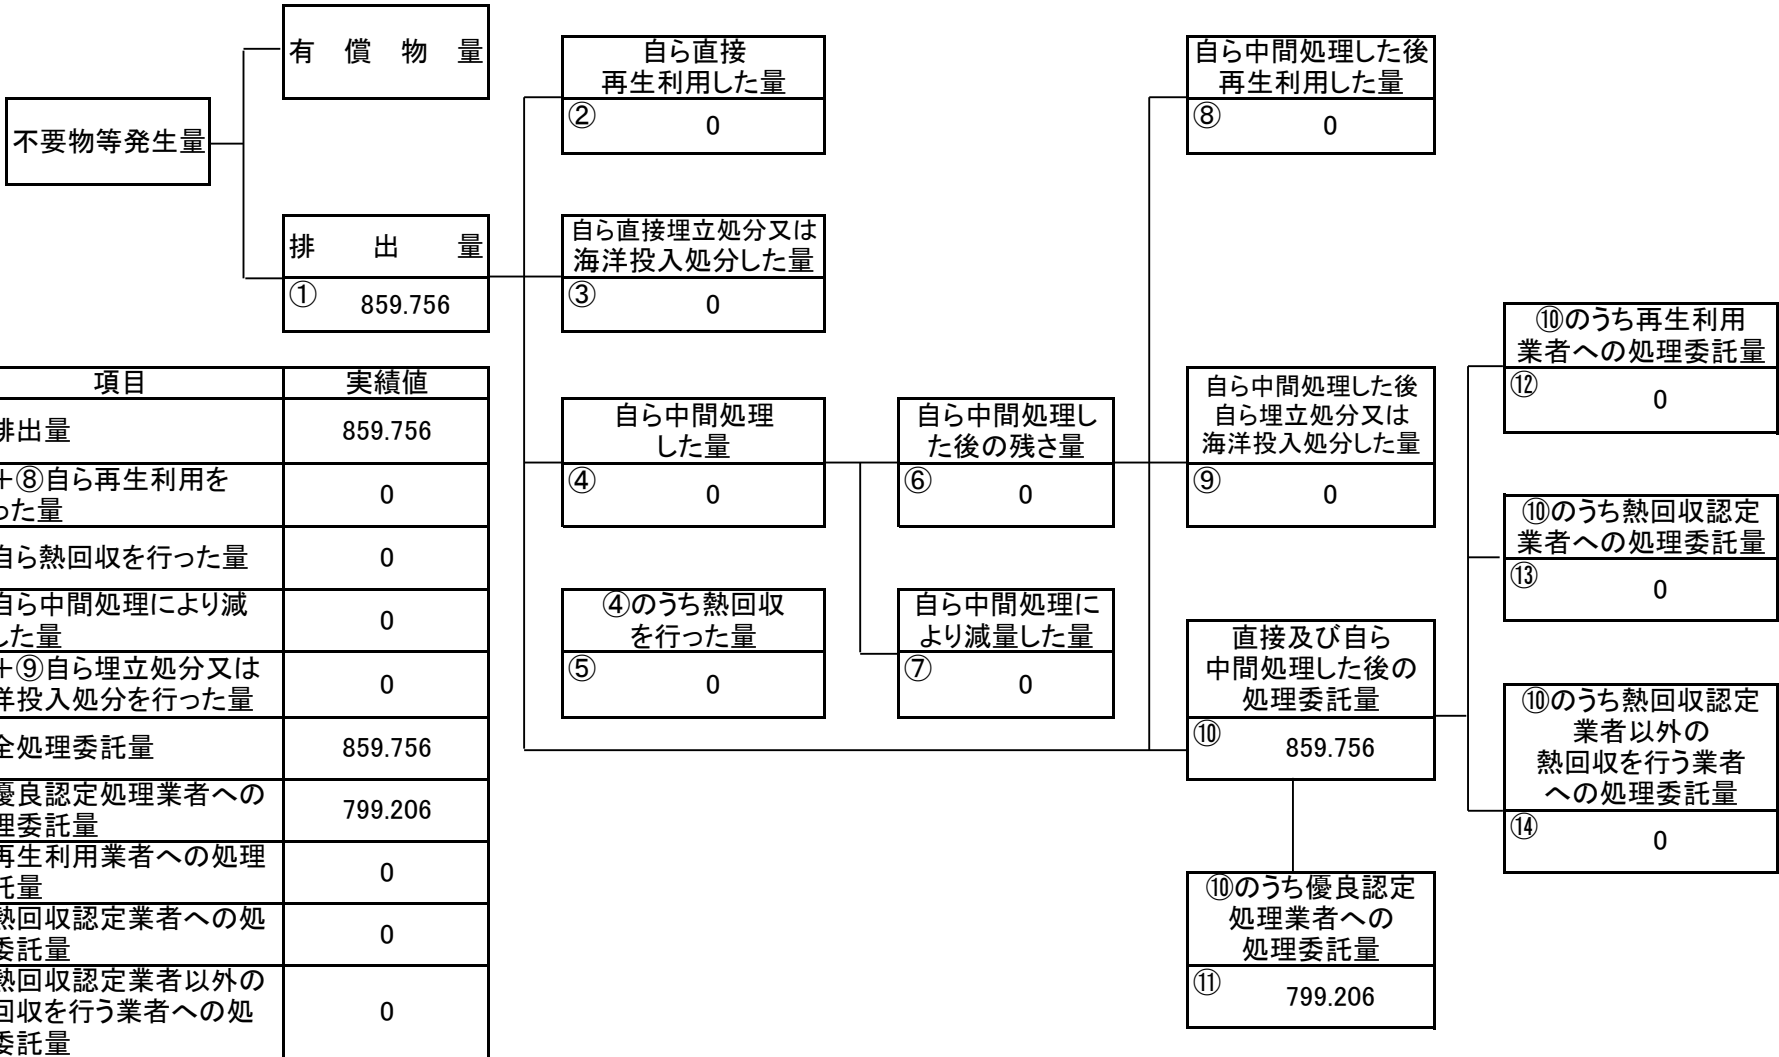 有 償 物 量
不要物等発生量
排 出 量
① 859.756
自ら直接
再生利用した量
② 0
自ら直接埋立処分又は
海洋投入処分した量
③ 0
自ら中間処理
した量
④ 0
④のうち熱回収
を行った量
⑤ 0
自ら中間処理し
た後の残さ量
⑥ 0
自ら中間処理に
より減量した量
⑦ 0
自ら中間処理した後
再生利用した量
⑧ 0
自ら中間処理した後
自ら埋立処分又は
海洋投入処分した量
⑨ 0
直接及び自ら
中間処理した後の
処理委託量
⑩ 859.756
⑩のうち優良認定
処理業者への
処理委託量
⑪ 799.206
⑩のうち再生利用
業者への処理委託量
⑫ 0
⑩のうち熱回収認定
業者への処理委託量
⑬ 0
⑩のうち熱回収認定
業者以外の
熱回収を行う業者
への処理委託量
⑭ 0
項目 実績値
排出量 859.756
+⑧自ら再生利用を
った量 0
自ら熱回収を行った量 0
自ら中間処理により減
した量 0
+⑨自ら埋立処分又は
洋投入処分を行った量 0
全処理委託量 859.756
優良認定処理業者への
理委託量 799.206
再生利用業者への処理
託量 0
熱回収認定業者への処
委託量 0
熱回収認定業者以外の
回収を行う業者への処
委託量 0